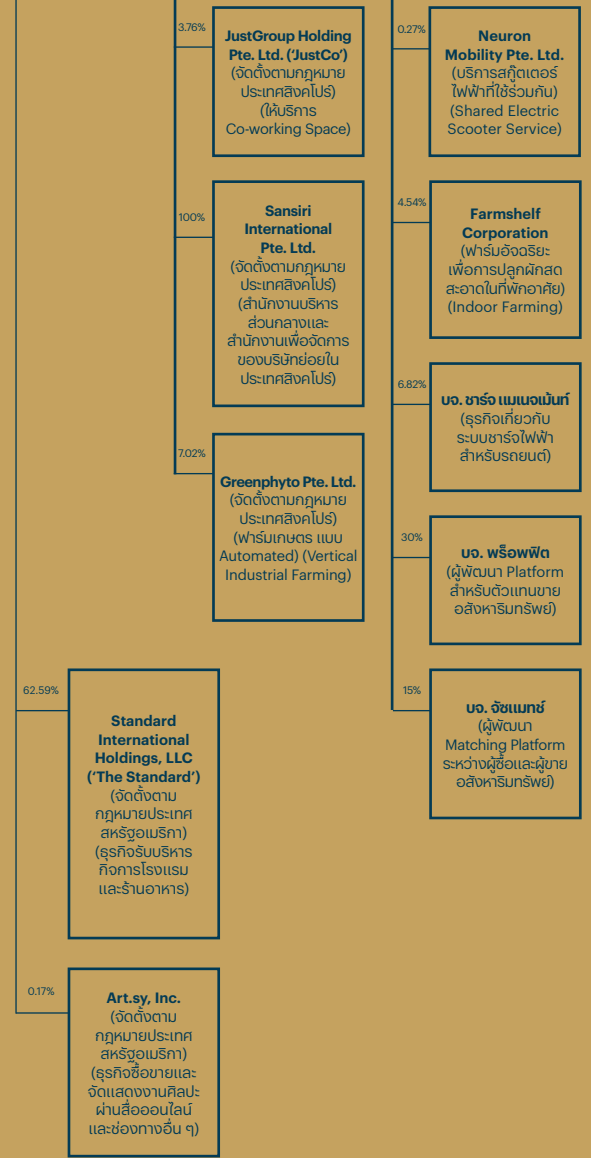 3.76%
JustGroup Holding
Pte. Ltd. (‘JustCo’)
(จัดตั้งตามกฎหมาย
ประเทศสิงคโปร์)
(ให้บริการ
Co-working Space)
100%
Sansiri
International
Pte. Ltd.
(จัดตั้งตามกฎหมาย
ประเทศสิงคโปร์)
(สำนักงานบริหาร
ส่วนกลางและ
สำนักงานเพื่อจัดการ
ของบริษัทย่อยใน
ประเทศสิงคโปร์)
7.02%
Greenphyto Pte. Ltd.
(จัดตั้งตามกฎหมาย
ประเทศสิงคโปร์)
(ฟาร์มเกษตร แบบ
Automated) (Vertical
Industrial Farming)
0.27%
Neuron
Mobility Pte. Ltd.
(บริการสกู๊ตเตอร์
ไฟฟ้าที่ใช้ร่วมกัน)
(Shared Electric
Scooter Service)
4.54%
Farmshelf
Corporation
(ฟาร์มอัจฉริยะ
เพื่อการปลูกผักสด
สะอาดในที่พักอาศัย)
(Indoor Farming)
6.82%
บจ. ชาร์จ แมเนจเม้นท์
(ธุรกิจเกี่ยวกับ
ระบบชาร์จไฟฟ้า
สำหรับรถยนต์)
30%
บจ. พร็อพฟิต
(ผู้พัฒนา Platform
สำหรับตัวแทนขาย
อสังหาริมทรัพย์)
15%
บจ. จัซแมทช์
(ผู้พัฒนา
Matching Platform
ระหว่างผู้ซื้อและผู้ขาย
อสังหาริมทรัพย์)
62.59%
Standard
International
Holdings, LLC
(‘The Standard’)
(จัดตั้งตาม
กฎหมายประเทศ
สหรัฐอเมริกา)
(ธุรกิจรับบริหาร
กิจการโรงแรม
และร้านอาหาร)
0.17%
Art.sy, Inc.
(จัดตั้งตาม
กฎหมายประเทศ
สหรัฐอเมริกา)
(ธุรกิจซื้อขายและ
จัดแสดงงานศิลปะ
ผ่านสื่อออนไลน์
และช่องทางอื่น ๆ)